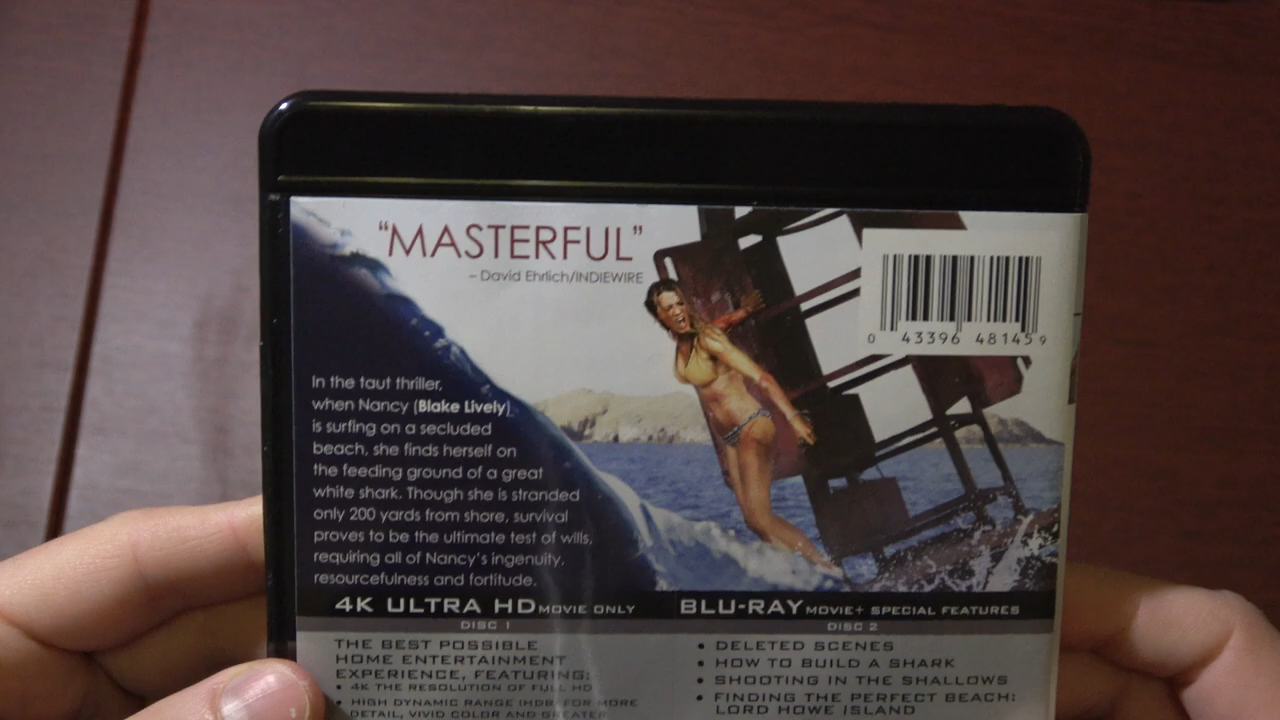 “MASTERFUL”
– David Ehrlich/INDIEWIRE
0 43396 48145 9
In the taut thriller,
when Nancy (Blake Lively)
is surfing on a secluded
beach, she finds herself on
the feeding ground of a great
white shark. Though she is stranded
only 200 yards from shore, survival
proves to be the ultimate test of wills,
requiring all of Nancy's ingenuity,
resourcefulness and fortitude.
4K ULTRA HD MOVIE ONLY
DISC 1
THE BEST POSSIBLE
HOME ENTERTAINMENT
EXPERIENCE, FEATURING:
• 4K THE RESOLUTION OF FULL HD
• HIGH DYNAMIC RANGE (HDR) FOR MORE
DETAIL, VIVID COLOR AND GREATER
BLU-RAY MOVIE+ SPECIAL FEATURES
DISC 2
• DELETED SCENES
• HOW TO BUILD A SHARK
• SHOOTING IN THE SHALLOWS
• FINDING THE PERFECT BEACH:
LORD HOWE ISLAND